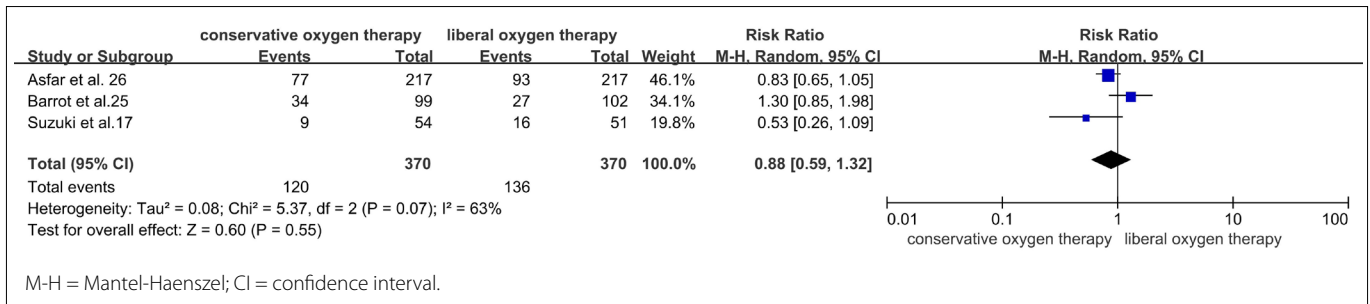 conservative oxygen therapy liberal oxygen therapy Risk Ratio Risk Ratio
Study or Subgroup Events Total Events Total Weight M-H, Random, 95% CI M-H, Random, 95% CI
Asfar et al. 26 77 217 93 217 46.1% 0.83 [0.65, 1.05]
Barrot et al.25 34 99 27 102 34.1% 1.30 [0.85, 1.98]
Suzuki et al.17 9 54 16 51 19.8% 0.53 [0.26, 1.09]
Total (95% CI) 370 370 100.0% 0.88 [0.59, 1.32]
Total events 120 136
Heterogeneity: Tau² = 0.08; Chi² = 5.37, df = 2 (P = 0.07); I² = 63%
Test for overall effect: Z = 0.60 (P = 0.55)
0.01 0.1 1 10 100
conservative oxygen therapy liberal oxygen therapy
M-H = Mantel-Haenszel; CI = confidence interval.